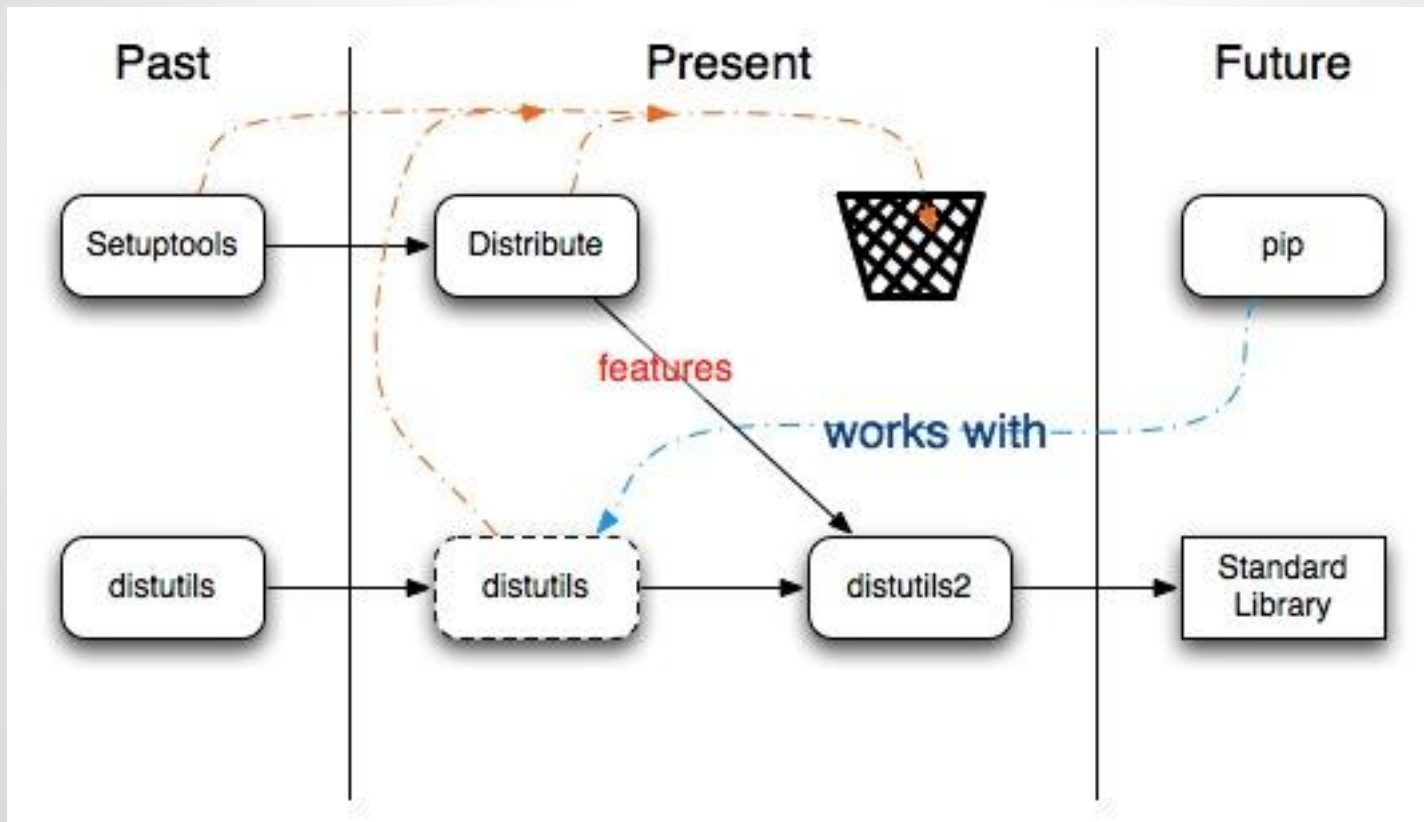 Past
Present
Future
Setuptools
Distribute
pip
features
works with
distutils
distutils
distutils2
Standard
Library